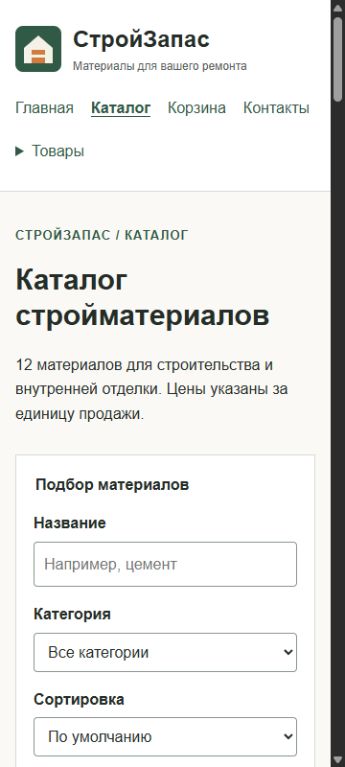 СтройЗапас
Материалы для вашего ремонта
Главная Каталог Корзина Контакты
Товары
СТРОЙЗАПАС / КАТАЛОГ
Каталог
стройматериалов
12 материалов для строительства и
внутренней отделки. Цены указаны за
единицу продажи.
Подбор материалов
Название
Например, цемент
Категория
Все категории
Сортировка
По умолчанию